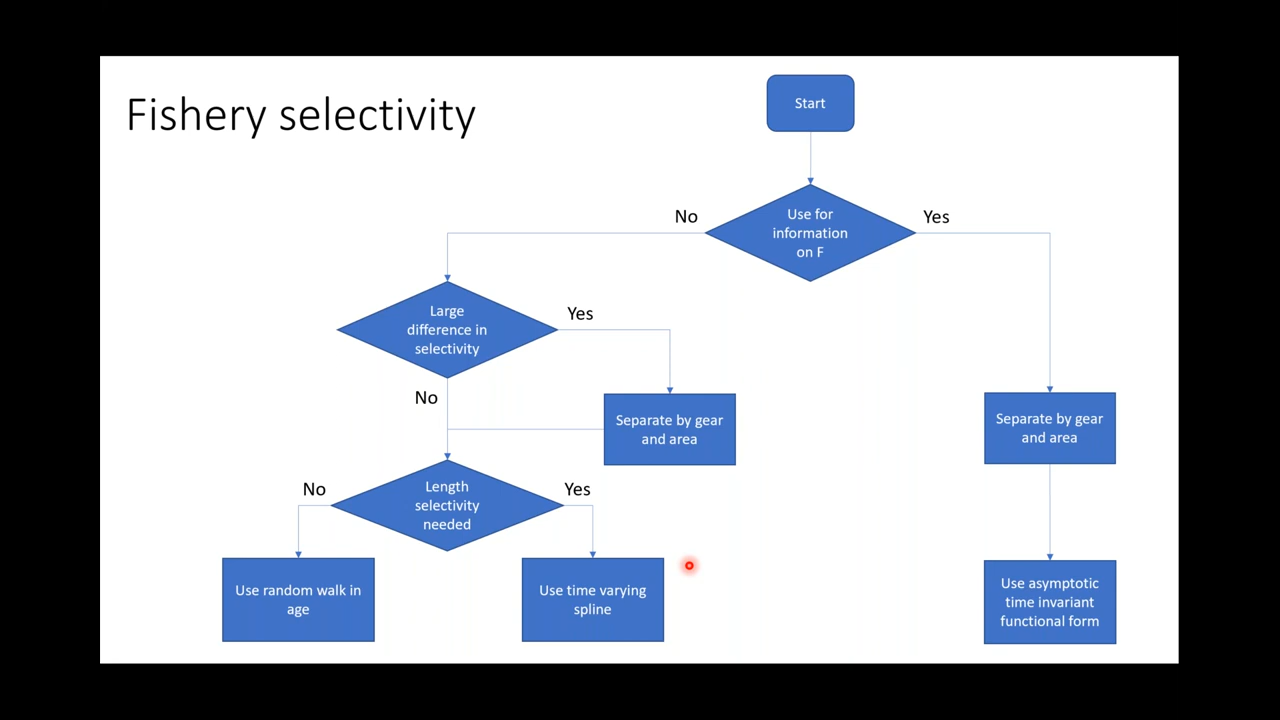 Fishery selectivity
Start
Use for
information
on F
No
Yes
Large
difference in
selectivity
Yes
No
Separate by gear
and area
Separate by gear
and area
Length
selectivity
needed
No
Yes
Use random walk in
age
Use time varying
spline
Use asymptotic
time invariant
functional form